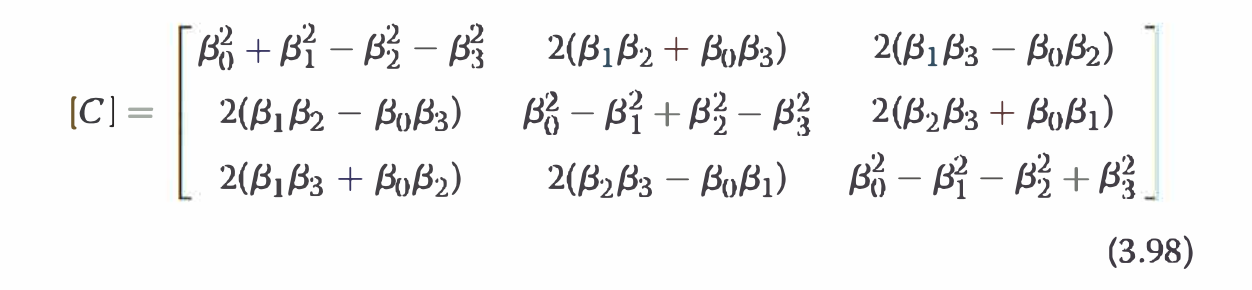 [C] = [ β₀² + β₁² − β₂² − β₃²  2(β₁β₂ + β₀β₃)  2(β₁β₃ − β₀β₂)
2(β₁β₂ − β₀β₃)  β₀² − β₁² + β₂² − β₃²  2(β₂β₃ + β₀β₁)
2(β₁β₃ + β₀β₂)  2(β₂β₃ − β₀β₁)  β₀² − β₁² − β₂² + β₃² ]
(3.98)